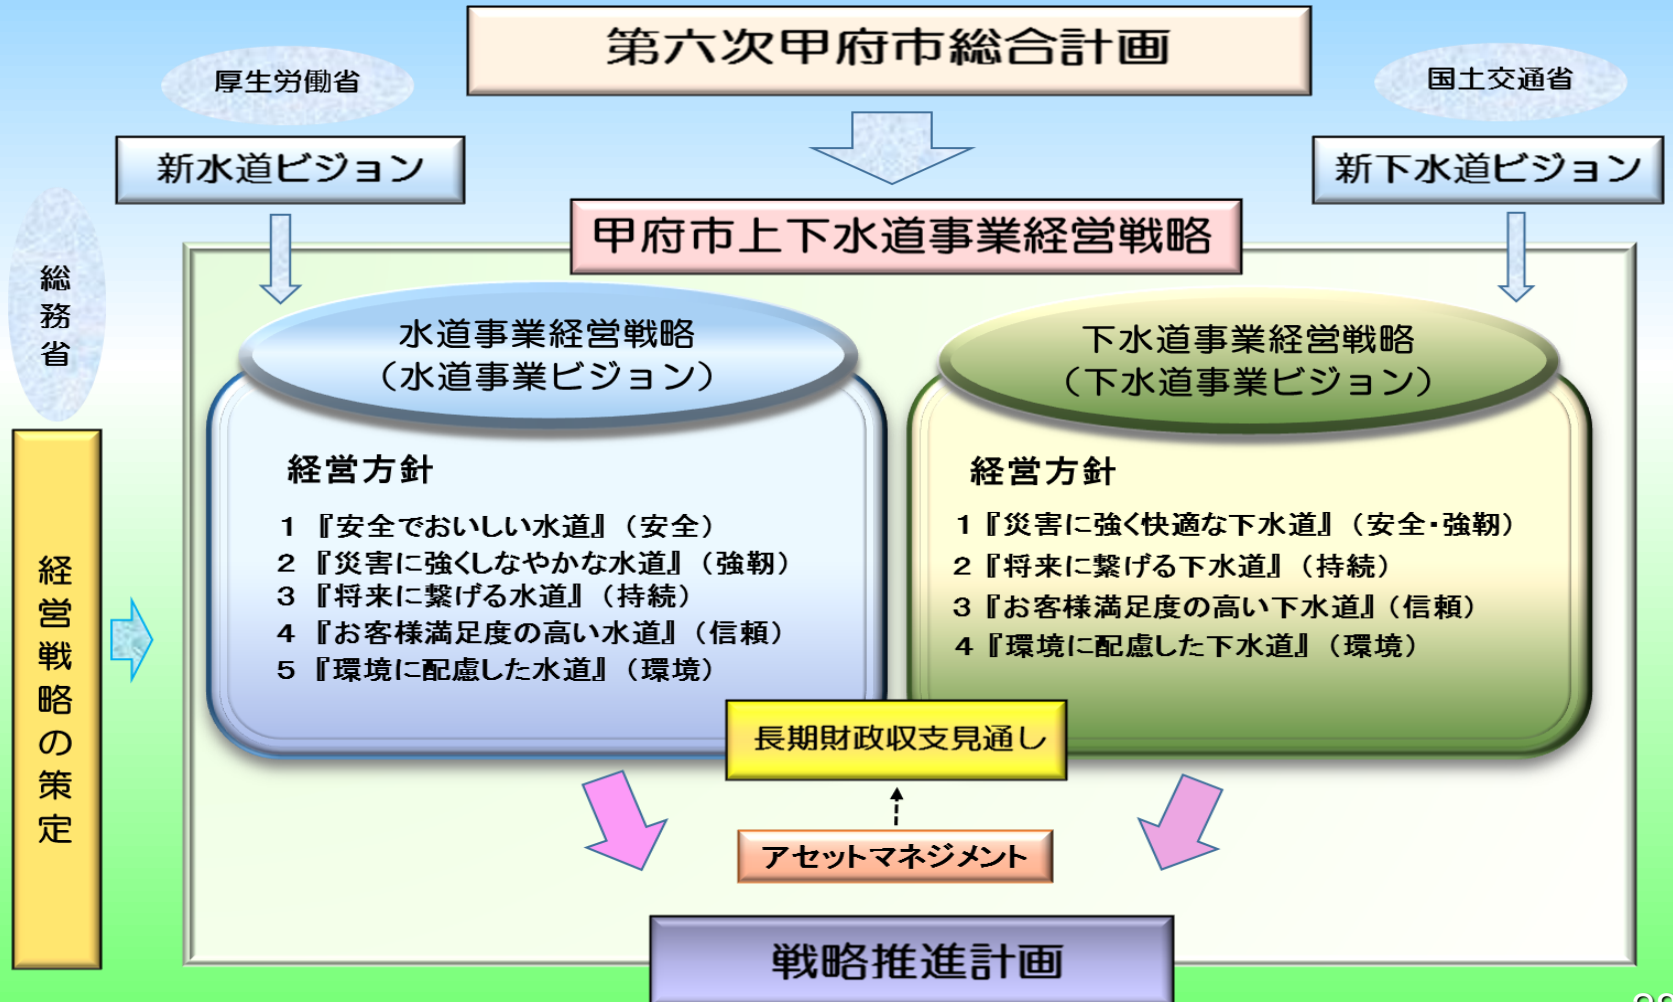 第六次甲府市総合計画
厚生労働省
国土交通省
新水道ビジョン
新下水道ビジョン
甲府市上下水道事業経営戦略
総務省
経営戦略の策定
水道事業経営戦略
（水道事業ビジョン）
経営方針
1 『安全でおいしい水道』（安全）
2 『災害に強くしなやかな水道』（強靭）
3 『将来に繋げる水道』（持続）
4 『お客様満足度の高い水道』（信頼）
5 『環境に配慮した水道』（環境）
下水道事業経営戦略
（下水道事業ビジョン）
経営方針
1『災害に強く快適な下水道』（安全・強靭）
2『将来に繋げる下水道』（持続）
3『お客様満足度の高い下水道』（信頼）
4『環境に配慮した下水道』（環境）
長期財政収支見通し
アセットマネジメント
戦略推進計画